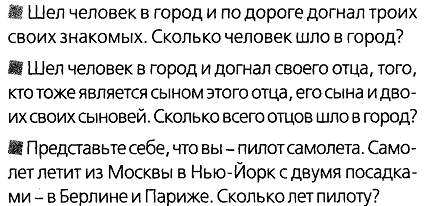 Шел человек в город и по дороге догнал троих
своих знакомых. Сколько человек шло в город?
Шел человек в город и догнал своего отца, того,
кто тоже является сыном этого отца, его сына и дво-
их своих сыновей. Сколько всего отцов шло в город?
Представьте себе, что вы – пилот самолета. Само-
лет летит из Москвы в Нью-Йорк с двумя посадка-
ми – в Берлине и Париже. Сколько лет пилоту?